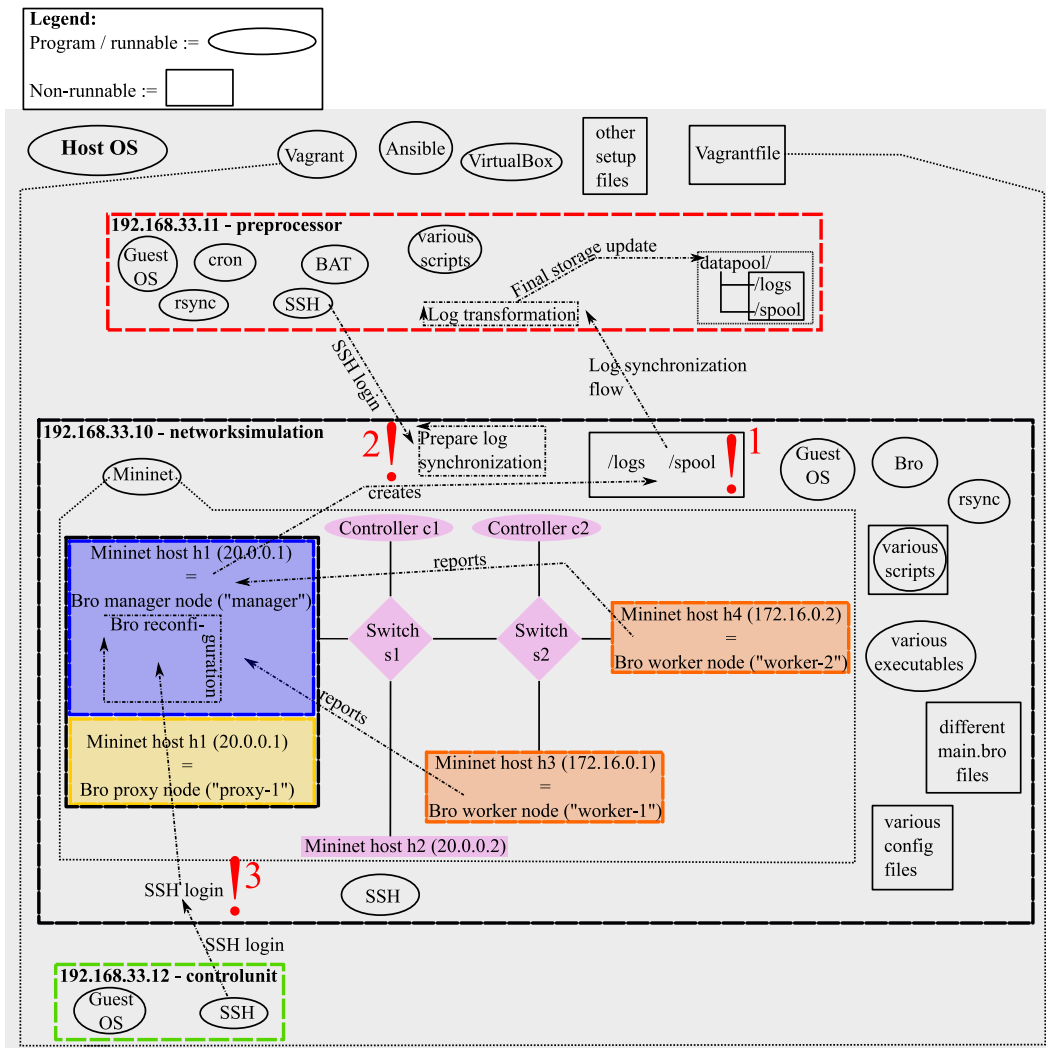 Legend:
Program / runnable :=
Non-runnable :=
Host OS
Vagrant
Ansible
VirtualBox
other
setup
files
Vagrantfile
192.168.33.11 - preprocessor
Guest
OS
cron
BAT
various
scripts
rsync
SSH
Log transformation
Final storage update
datapool/
/logs
/spool
SSH login
Log synchronization
flow
192.168.33.10 - networksimulation
2
Prepare log
synchronization
/logs
/spool
1
Guest
OS
Bro
rsync
Mininet
creates
various
scripts
Controller c1
Controller c2
Mininet host h1 (20.0.0.1)
=
Bro manager node ("manager")
Bro reconfi-
guration
reports
Switch
s1
Switch
s2
Mininet host h4 (172.16.0.2)
=
Bro worker node ("worker-2")
various
executables
reports
Mininet host h1 (20.0.0.1)
=
Bro proxy node ("proxy-1")
Mininet host h3 (172.16.0.1)
=
Bro worker node ("worker-1")
different
main.bro
files
Mininet host h2 (20.0.0.2)
various
config
files
SSH login
3
SSH
SSH login
192.168.33.12 - controlunit
Guest
OS
SSH